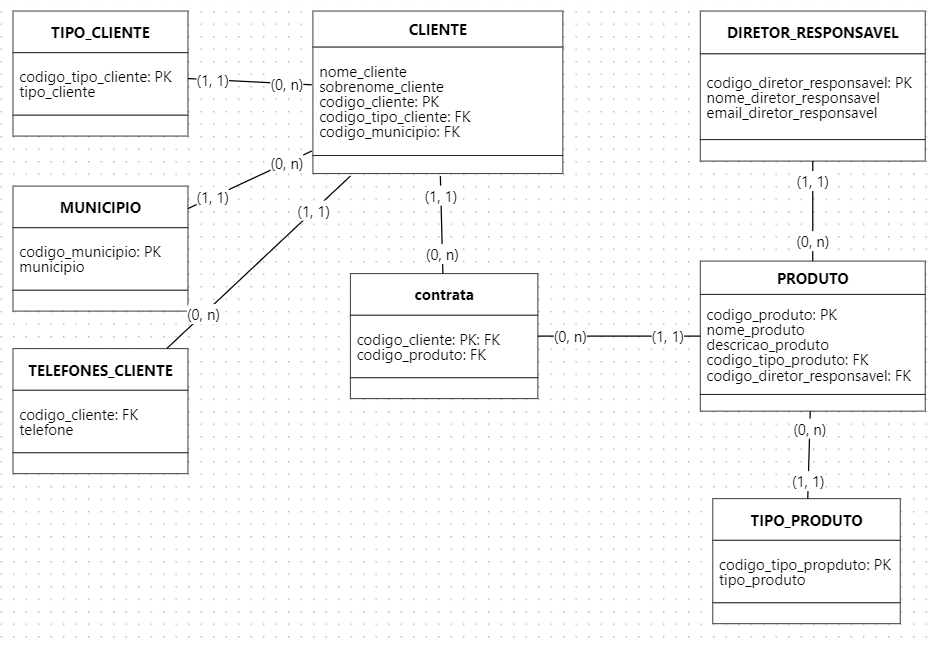 TIPO_CLIENTE
codigo_tipo_cliente: PK
tipo_cliente
(1, 1)
(0, n)
CLIENTE
nome_cliente
sobrenome_cliente
codigo_cliente: PK
codigo_tipo_cliente: FK
codigo_municipio: FK
DIRETOR_RESPONSAVEL
codigo_diretor_responsavel: PK
nome_diretor_responsavel
email_diretor_responsavel
(0, n)
(1, 1)
MUNICIPIO
codigo_municipio: PK
municipio
(1, 1)
(0, n)
TELEFONES_CLIENTE
codigo_cliente: FK
telefone
(1, 1)
(0, n)
contrata
codigo_cliente: PK: FK
codigo_produto: FK
(0, n)
(1, 1)
(1, 1)
(0, n)
PRODUTO
codigo_produto: PK
nome_produto
descricao_produto
codigo_tipo_produto: FK
codigo_diretor_responsavel: FK
(0, n)
(1, 1)
TIPO_PRODUTO
codigo_tipo_propduto: PK
tipo_produto